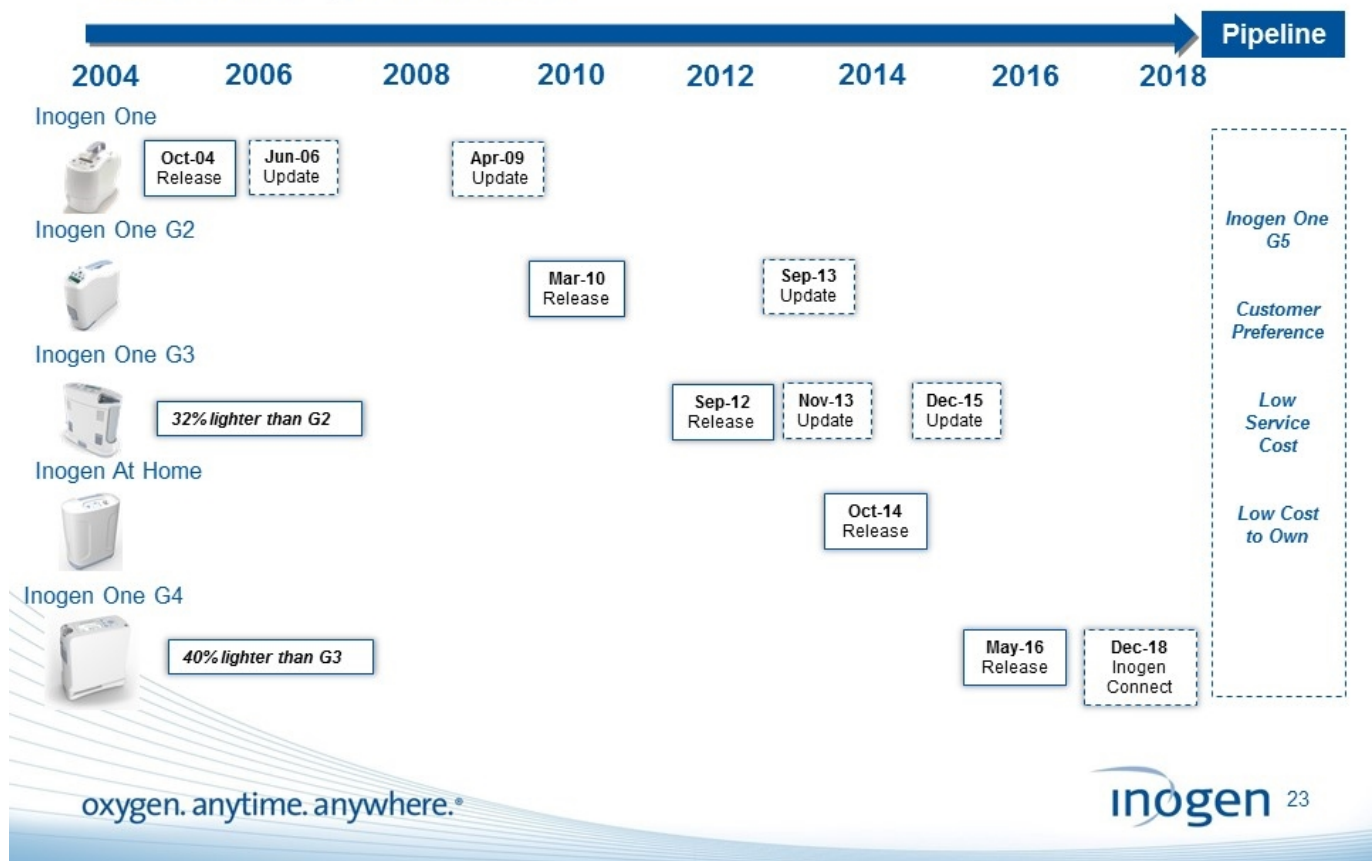 Pipeline
2004 2006 2008 2010 2012 2014 2016 2018
Inogen One
Oct-04
Release
Jun-06
Update
Apr-09
Update
Inogen One G2
Mar-10
Release
Sep-13
Update
Inogen One G3
32% lighter than G2
Sep-12
Release
Nov-13
Update
Dec-15
Update
Inogen At Home
Oct-14
Release
Inogen One G4
40% lighter than G3
May-16
Release
Dec-18
Inogen
Connect
Inogen One
G5
Customer
Preference
Low
Service
Cost
Low Cost
to Own
oxygen. anytime. anywhere.®
inogen 23